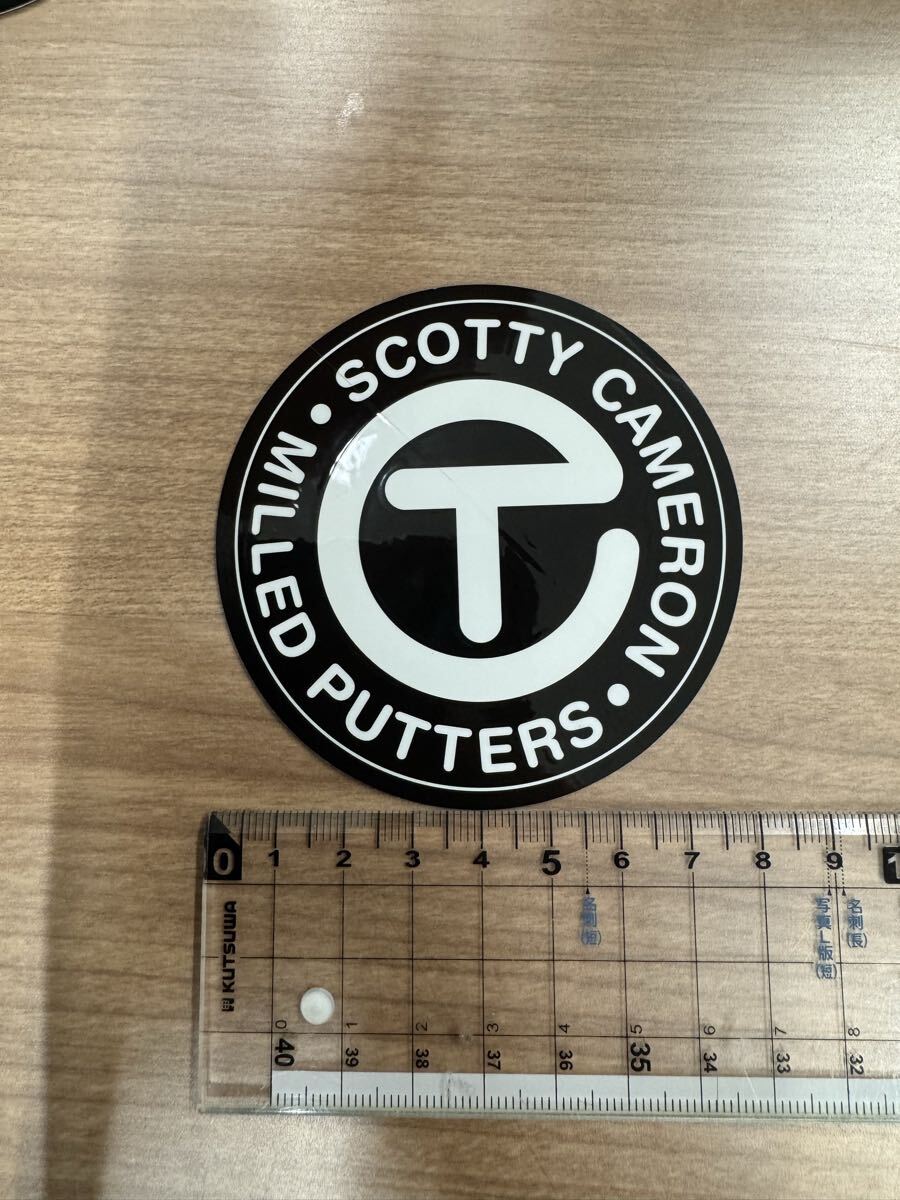 • SCOTTY CAMERON •
MILLED PUTTERS
0 1 2 3 4 5 6 7 8 9 1
名刺(短)
写真L版(短)
名刺(長)
KUTSUWA
0 1 2 3 4 5 6 7 8
40 39 38 37 36 35 34 33 32